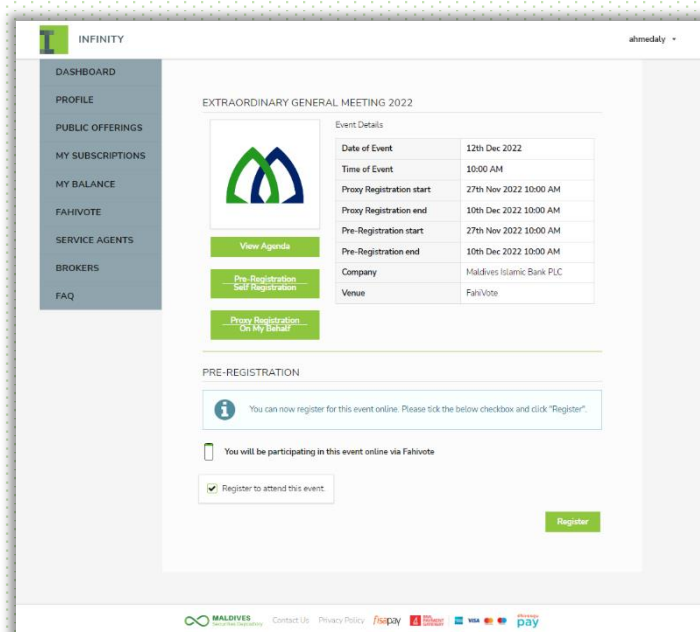 INFINITY
ahmedaly
DASHBOARD
PROFILE
PUBLIC OFFERINGS
MY SUBSCRIPTIONS
MY BALANCE
FAHIVOTE
SERVICE AGENTS
BROKERS
FAQ
EXTRAORDINARY GENERAL MEETING 2022
View Agenda
Pre-Registration
Self Registration
Proxy Registration
On My Behalf
Event Details
Date of Event 12th Dec 2022
Time of Event 10:00 AM
Proxy Registration start 27th Nov 2022 10:00 AM
Proxy Registration end 10th Dec 2022 10:00 AM
Pre-Registration start 27th Nov 2022 10:00 AM
Pre-Registration end 10th Dec 2022 10:00 AM
Company Maldives Islamic Bank PLC
Venue FahiVote
PRE-REGISTRATION
You can now register for this event online. Please tick the below checkbox and click "Register".
You will be participating in this event online via Fahivote
Register to attend this event.
Register
MALDIVES
Securities Depository
Contact Us Privacy Policy fisapay VISA pay